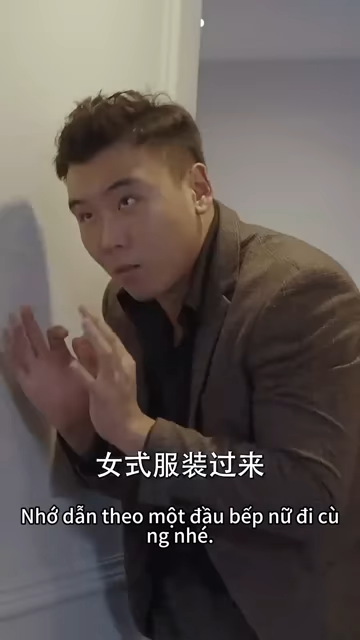 女式服装过来
Nhớ dẫn theo một đầu bếp nữ đi cù
ng nhé.